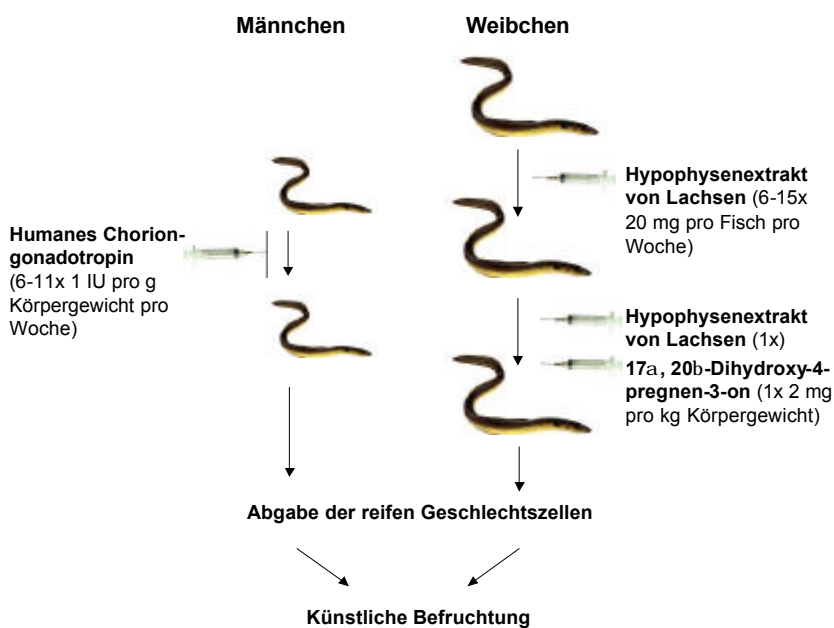 Männchen
Weibchen
Hypophysenextrakt
von Lachsen (6-15x
20 mg pro Fisch pro
Woche)
Humanes Chorion-
gonadotropin
(6-11x 1 IU pro g
Körpergewicht pro
Woche)
Hypophysenextrakt
von Lachsen (1x)
17a, 20b-Dihydroxy-4-
pregnen-3-on (1x 2 mg
pro kg Körpergewicht)
Abgabe der reifen Geschlechtszellen
Künstliche Befruchtung